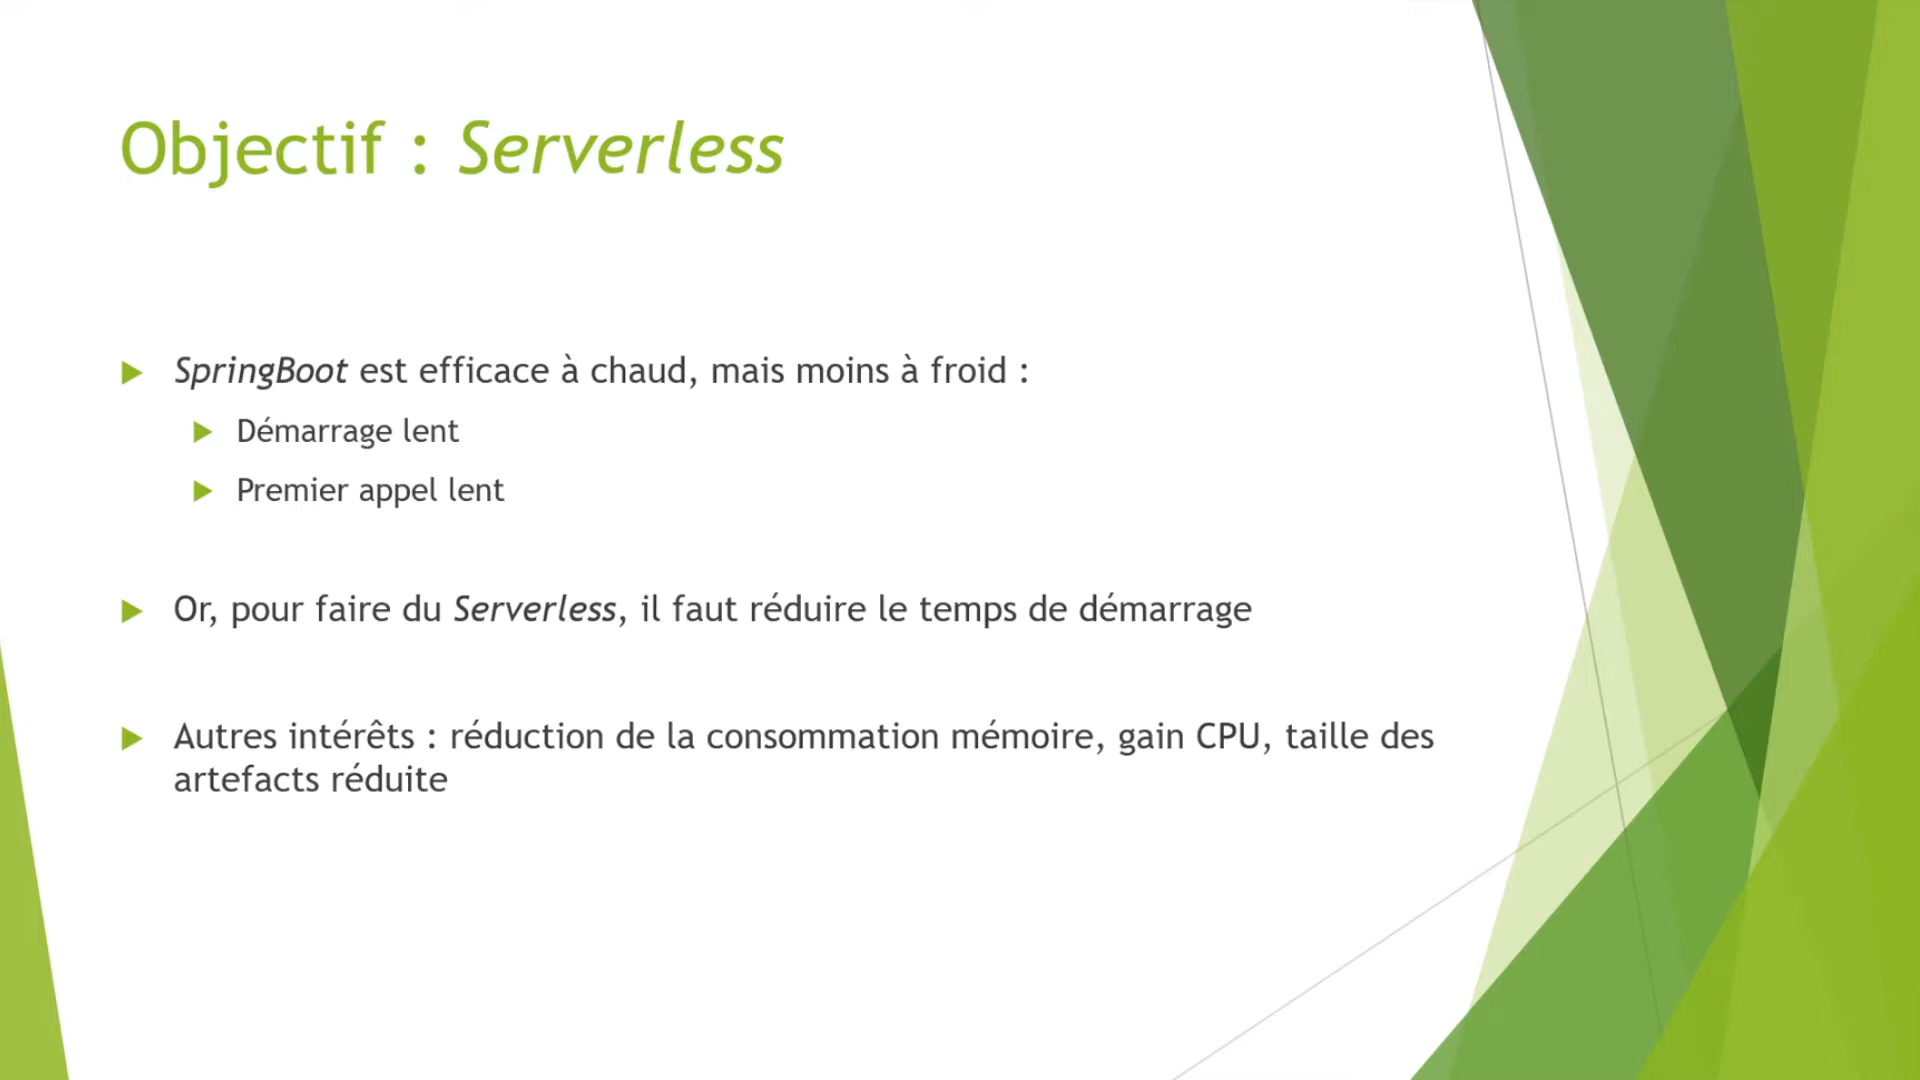 Objectif : Serverless
SpringBoot est efficace à chaud, mais moins à froid :
Démarrage lent
Premier appel lent
Or, pour faire du Serverless, il faut réduire le temps de démarrage
Autres intérêts : réduction de la consommation mémoire, gain CPU, taille des
artefacts réduite